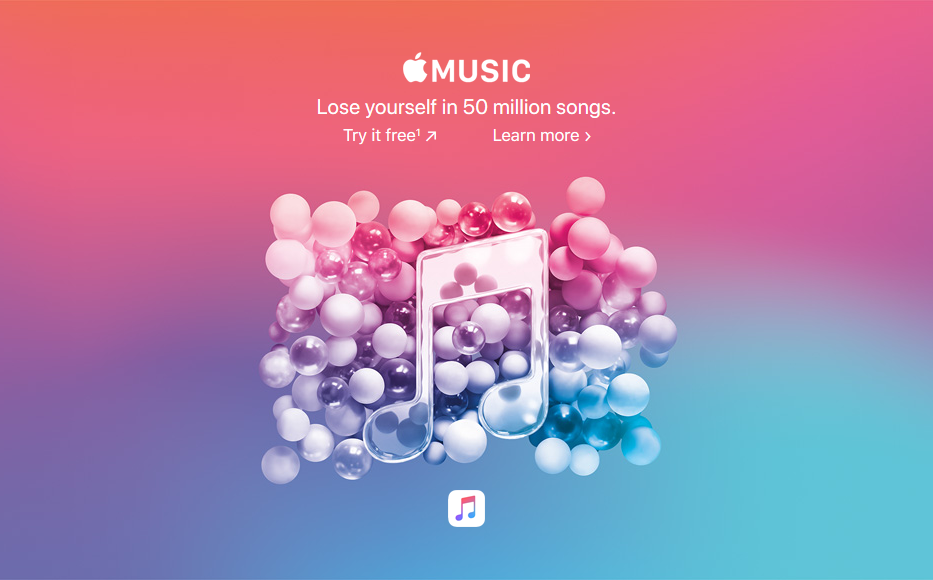 MUSIC
Lose yourself in 50 million songs.
Try it free¹ ↗ Learn more ›